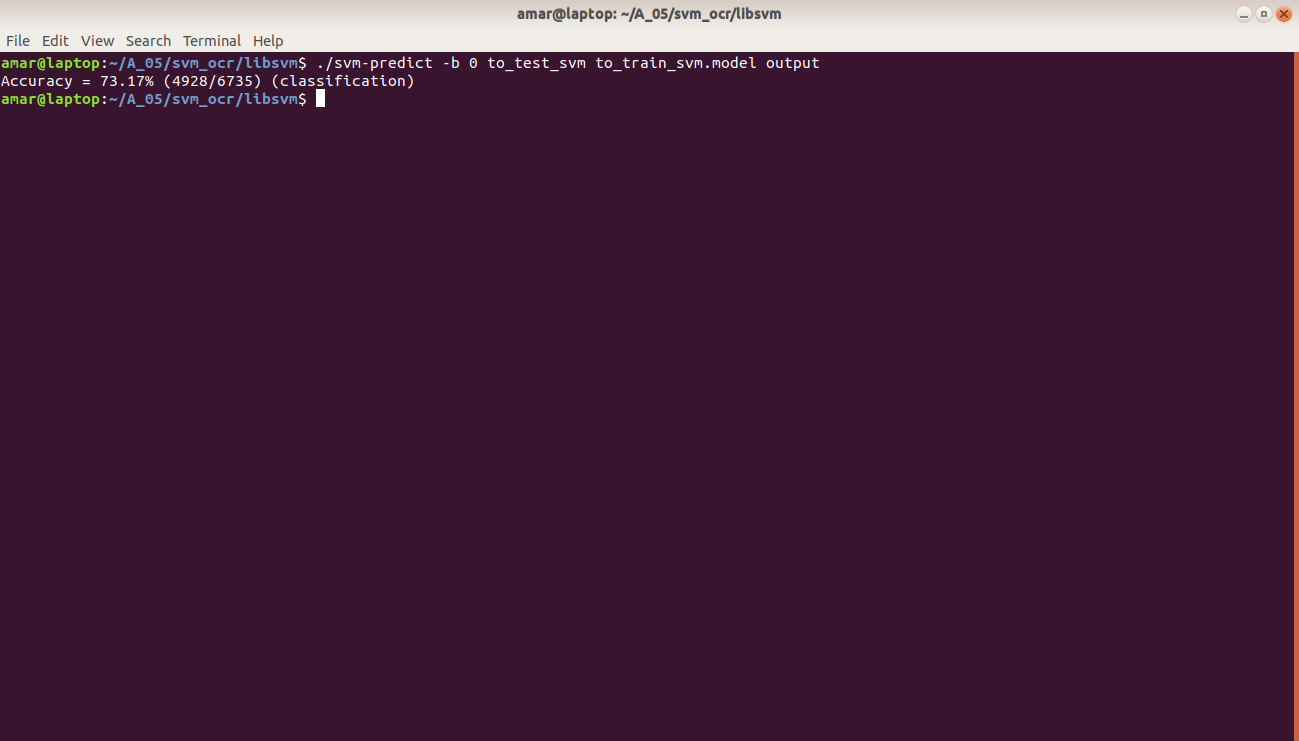 amar@laptop: ~/A_05/svm_ocr/libsvm
File Edit View Search Terminal Help
amar@laptop:~/A_05/svm_ocr/libsvm$ ./svm-predict -b 0 to_test_svm to_train_svm.model output
Accuracy = 73.17% (4928/6735) (classification)
amar@laptop:~/A_05/svm_ocr/libsvm$